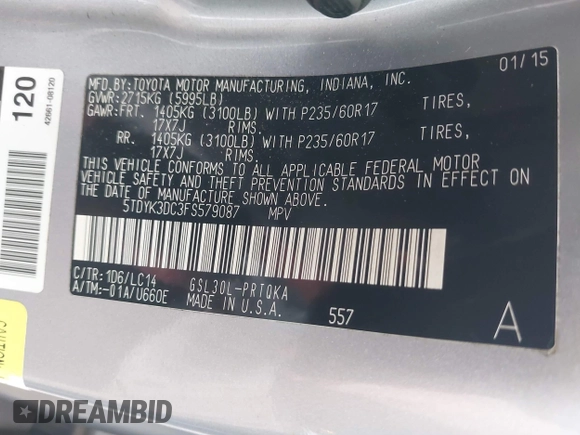 MFD.BY:TOYOTA MOTOR MANUFACTURING, INDIANA, INC. 01/15
GVWR:2715KG (5995LB)
GAWR:FRT. 1405KG (3100LB) WITH P235/60R17 TIRES,
17X7J RIMS.
RR. 1405KG (3100LB) WITH P235/60R17 TIRES,
17X7J RIMS.
THIS VEHICLE CONFORMS TO ALL APPLICABLE FEDERAL MOTOR
VEHICLE SAFETY AND THEFT PREVENTION STANDARDS IN EFFECT ON
THE DATE OF MANUFACTURE SHOWN ABOVE.
5TDYK3DC3FS579087 MPV
C/TR: 1D6/LC14 GSL30L-PRTQKA
A/TM:-01A/U660E MADE IN U.S.A.
557 A
120
42661-08120
DREAMBID